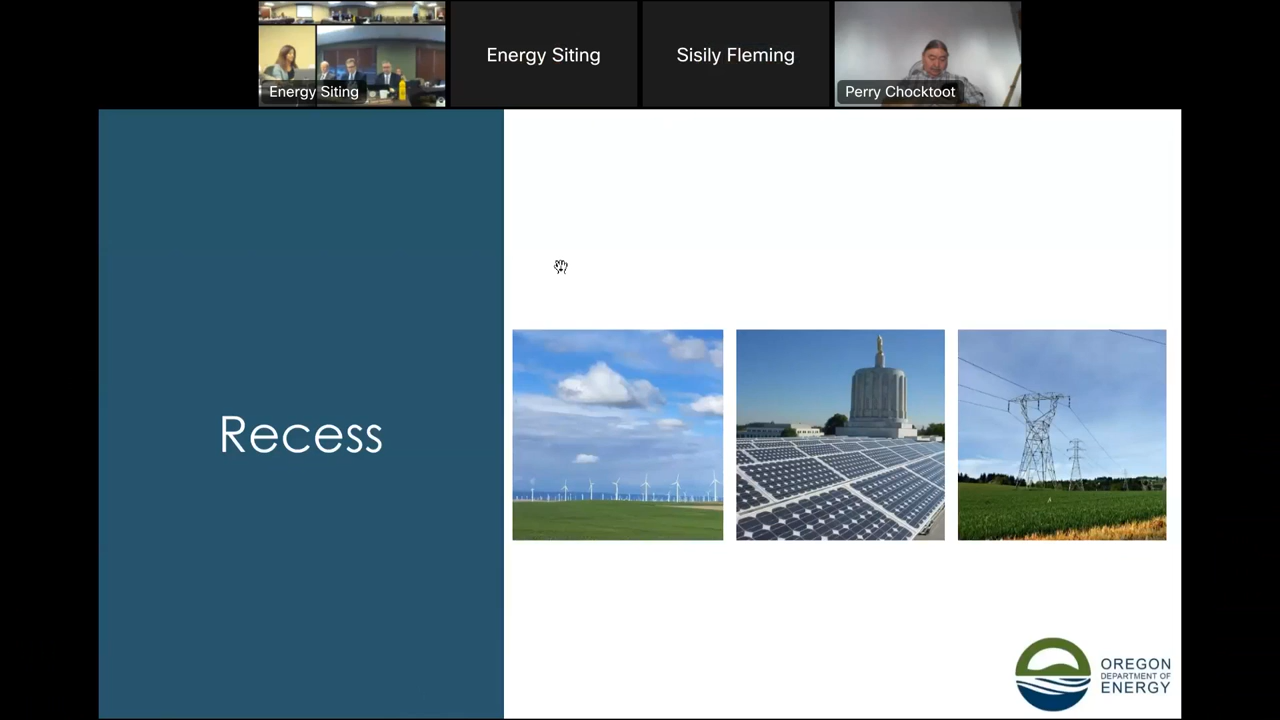 Energy Siting
Energy Siting
Sisily Fleming
Perry Chocktoot
Recess
OREGON
DEPARTMENT OF
ENERGY